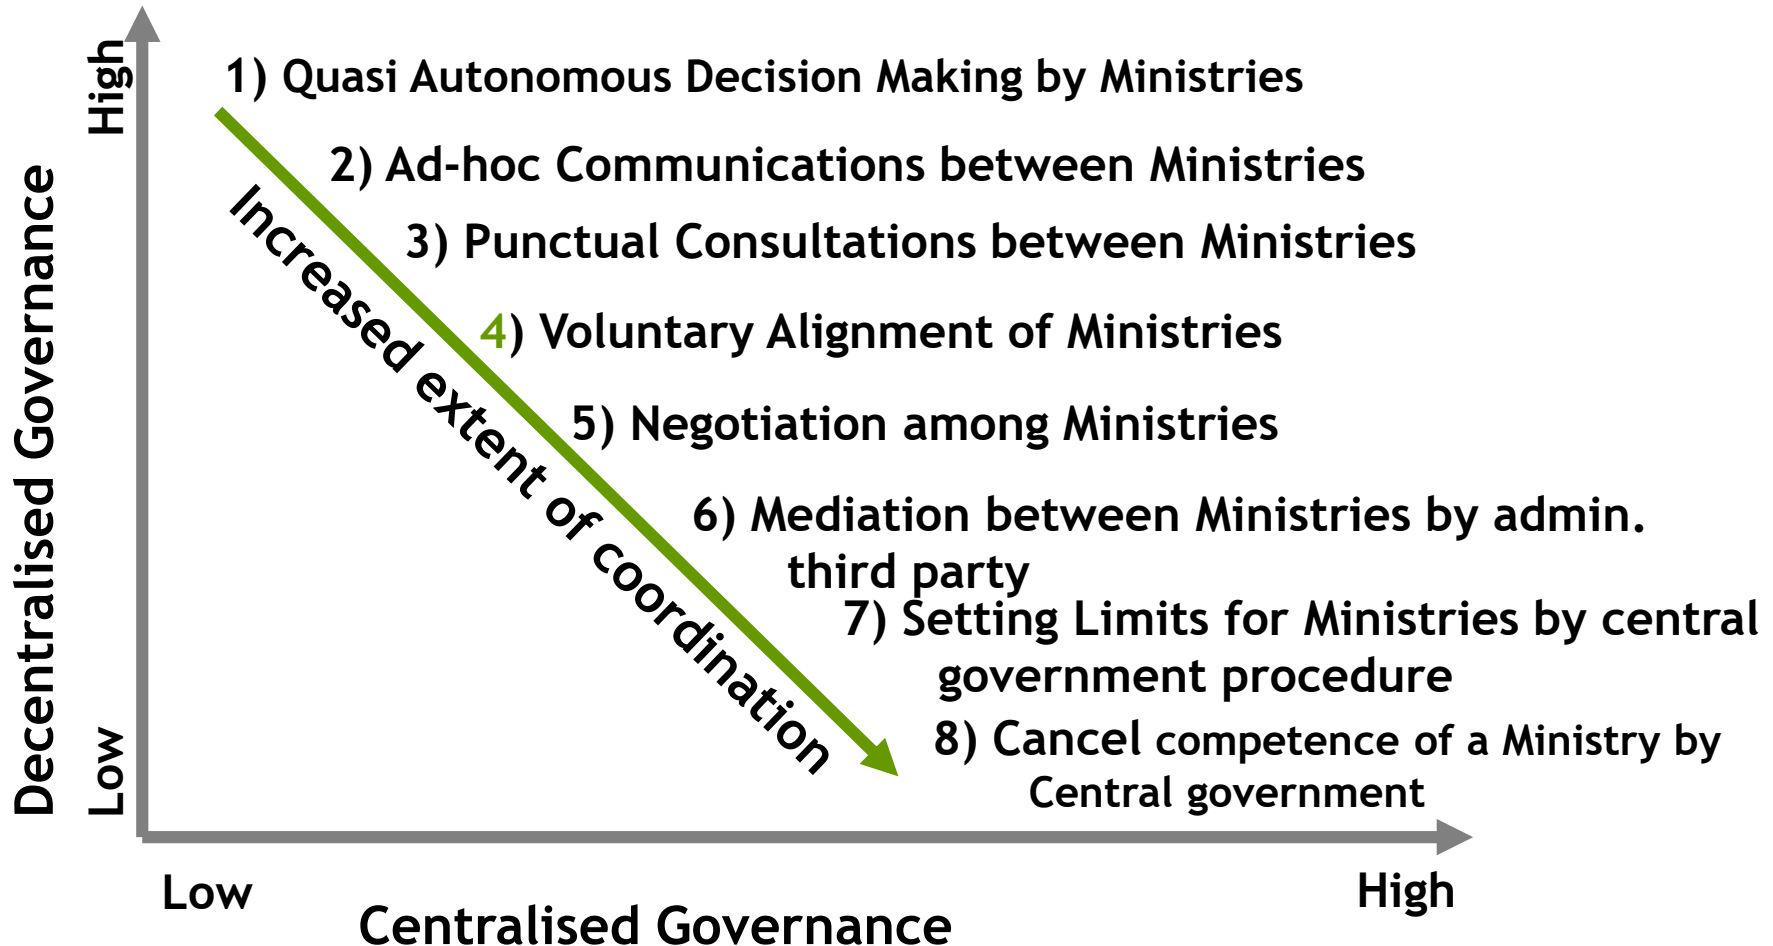 High
1) Quasi Autonomous Decision Making by Ministries
2) Ad-hoc Communications between Ministries
3) Punctual Consultations between Ministries
4) Voluntary Alignment of Ministries
5) Negotiation among Ministries
6) Mediation between Ministries by admin.
third party
7) Setting Limits for Ministries by central
government procedure
8) Cancel competence of a Ministry by
Central government
Increased extent of coordination
Decentralised Governance
Low
Low
High
Centralised Governance